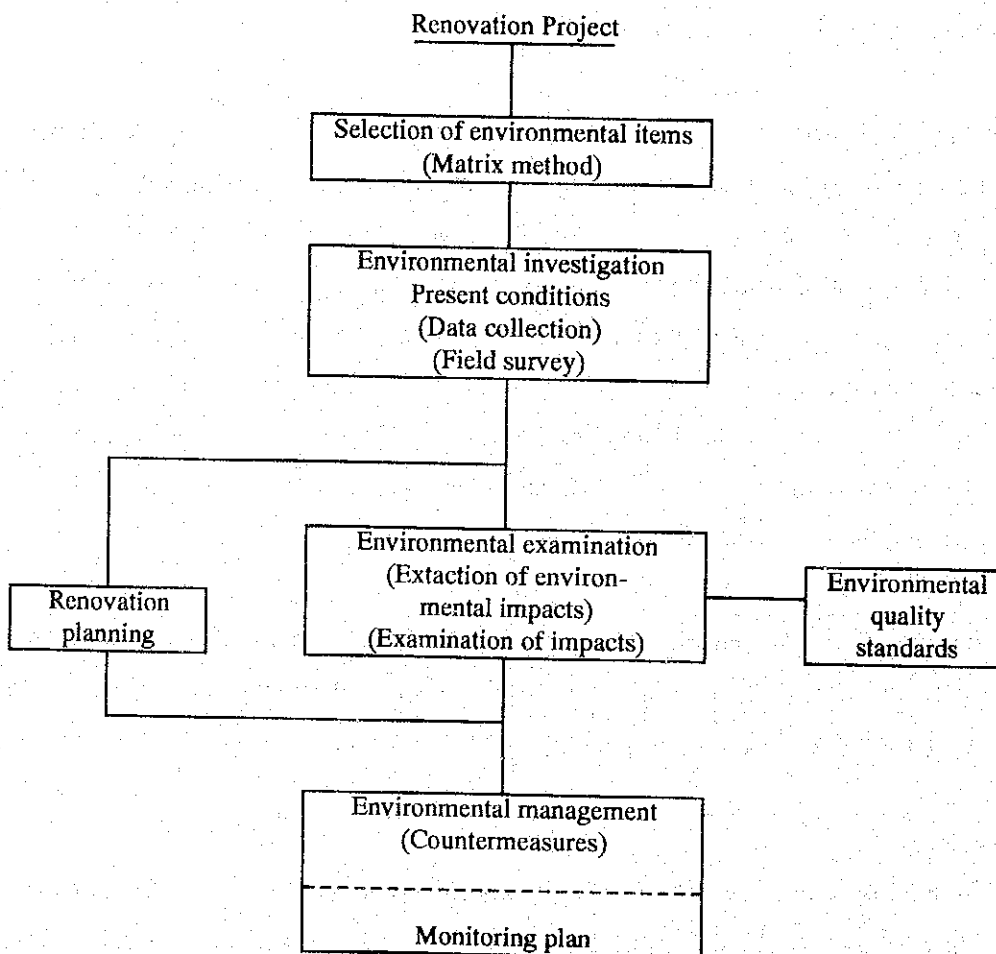 Renovation Project
Selection of environmental items
(Matrix method)
Environmental investigation
Present conditions
(Data collection)
(Field survey)
Environmental examination
(Extaction of environ-
mental impacts)
(Examination of impacts)
Renovation
planning
Environmental
quality
standards
Environmental management
(Countermeasures)
Monitoring plan